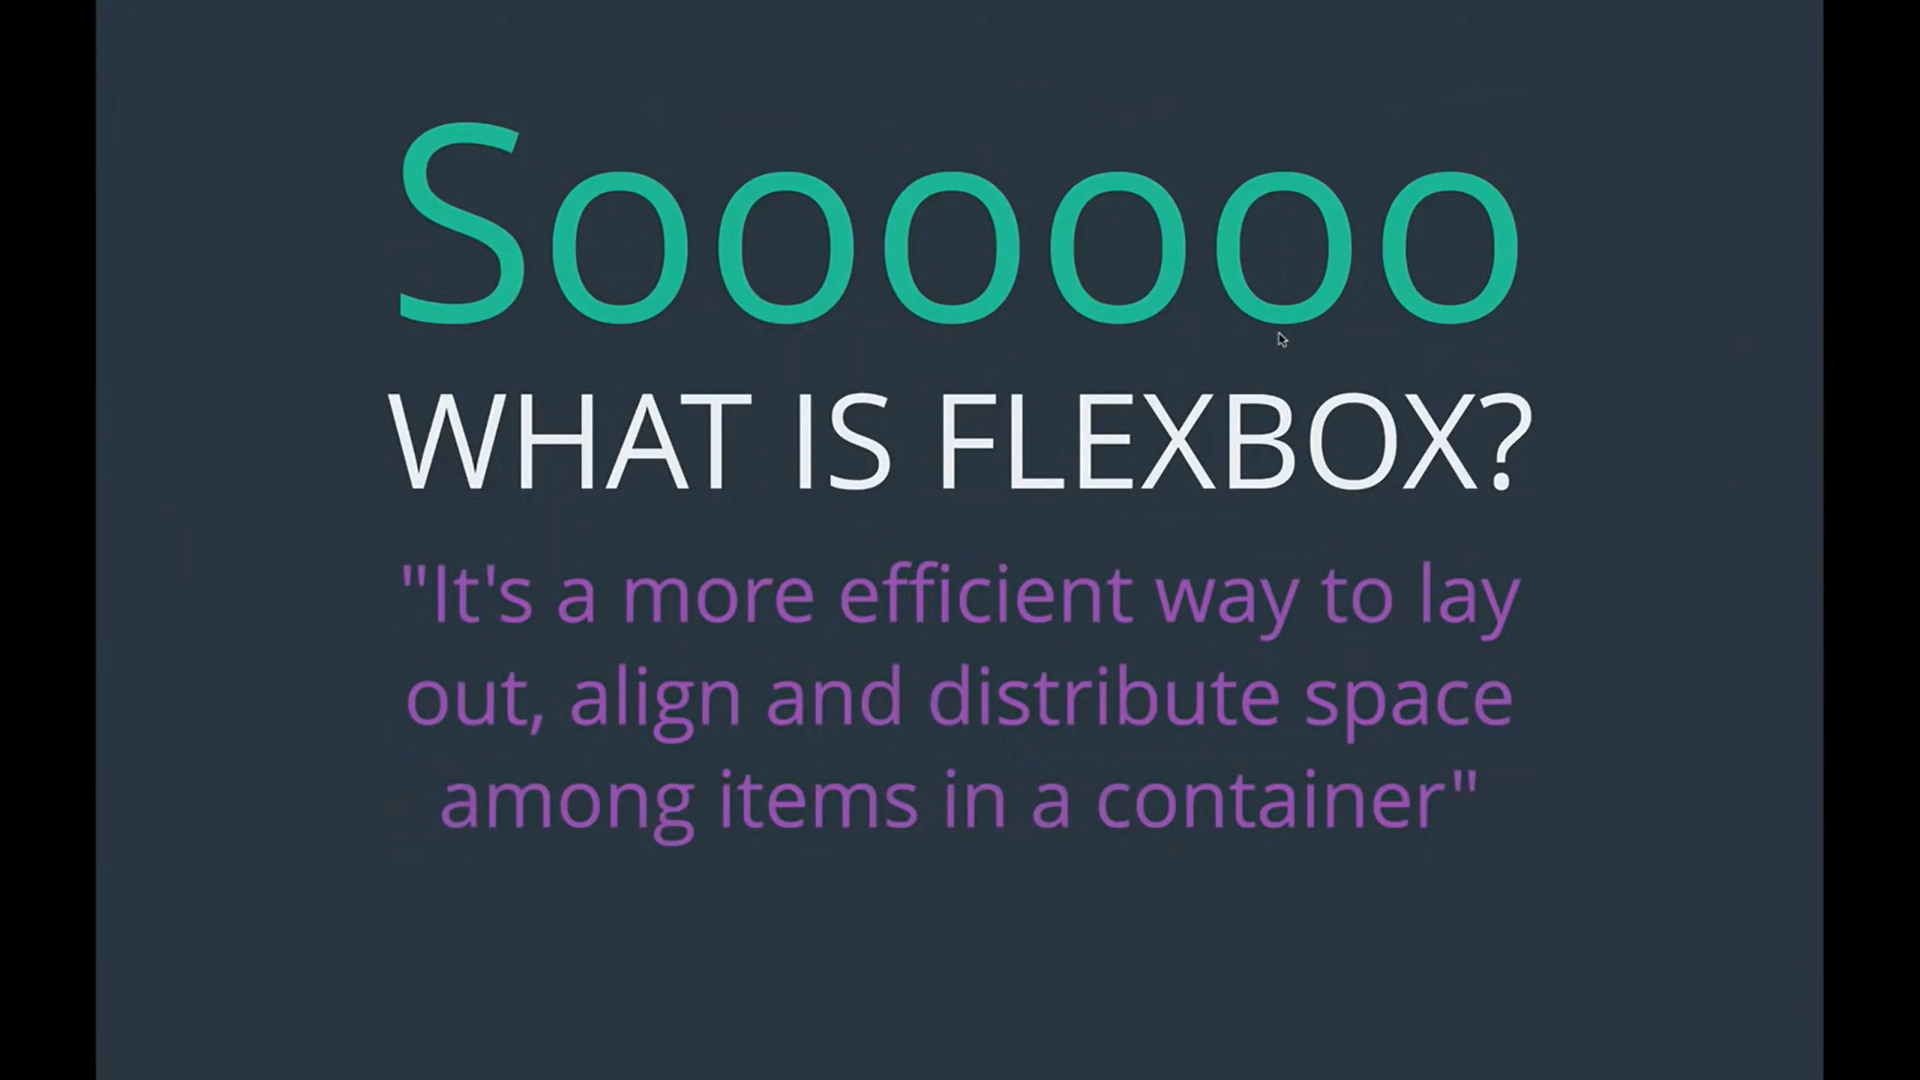 Soooooo
WHAT IS FLEXBOX?
"It's a more efficient way to lay
out, align and distribute space
among items in a container"